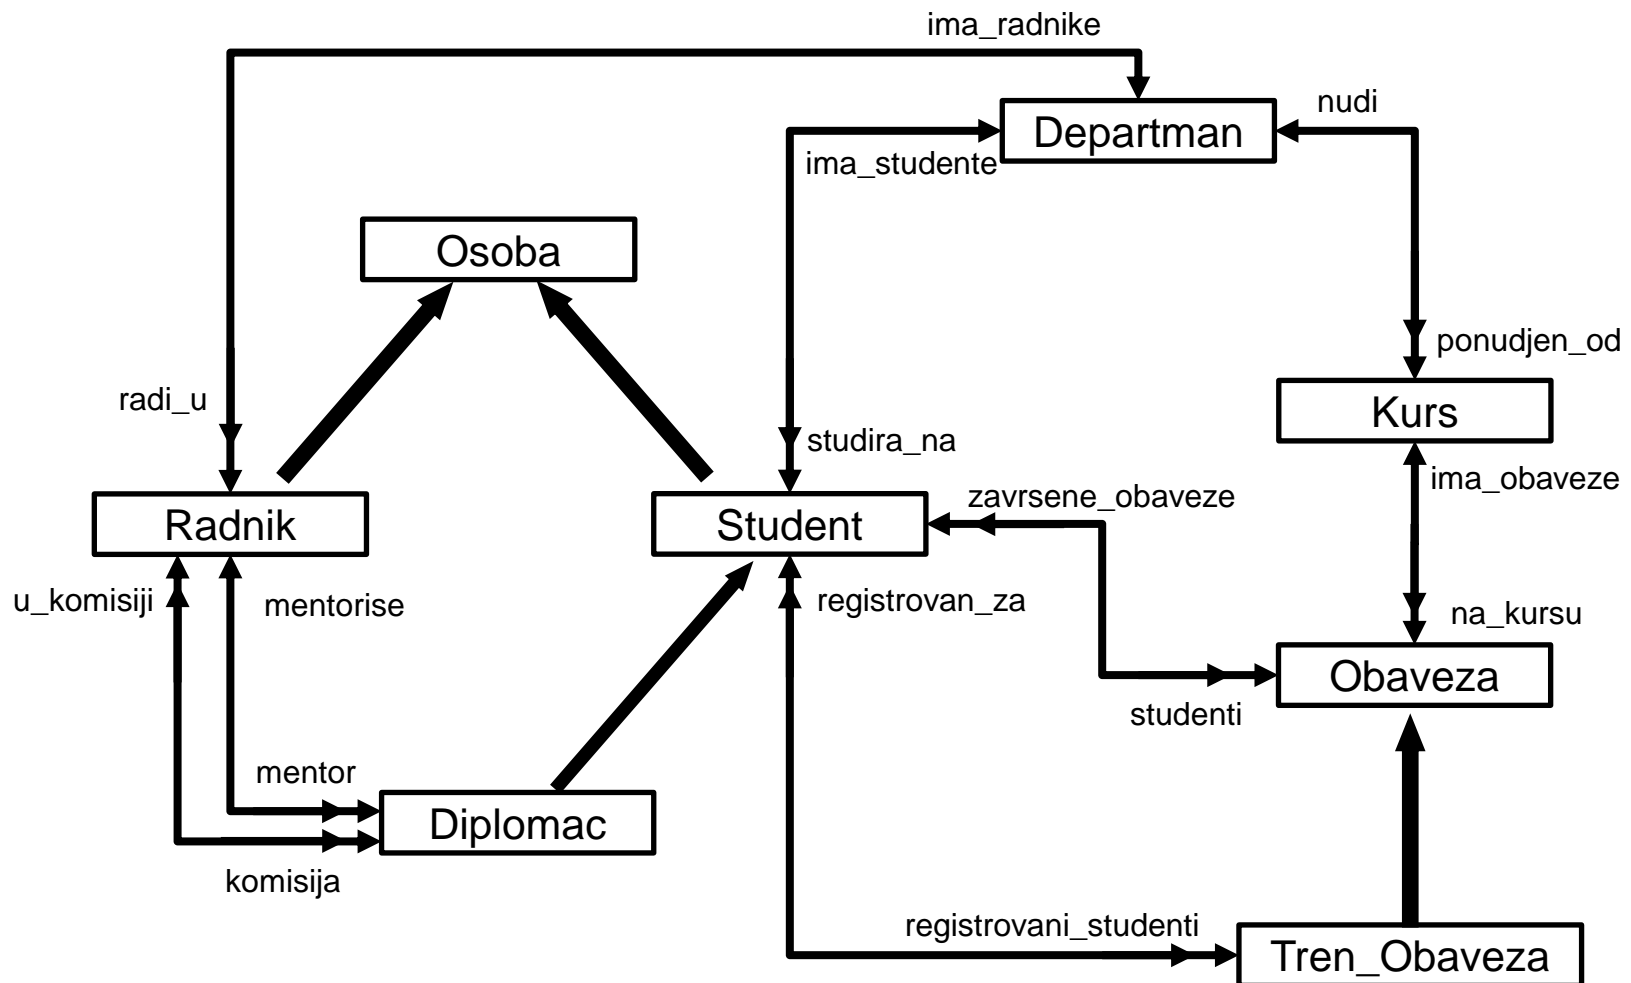 ima_radnike
nudi
Departman
ima_studente
Osoba
ponudjen_od
radi_u
Kurs
studira_na
ima_obaveze
zavrsene_obaveze
Radnik
Student
u_komisiji
mentorise
registrovan_za
na_kursu
Obaveza
studenti
mentor
Diplomac
komisija
registrovani_studenti
Tren_Obaveza